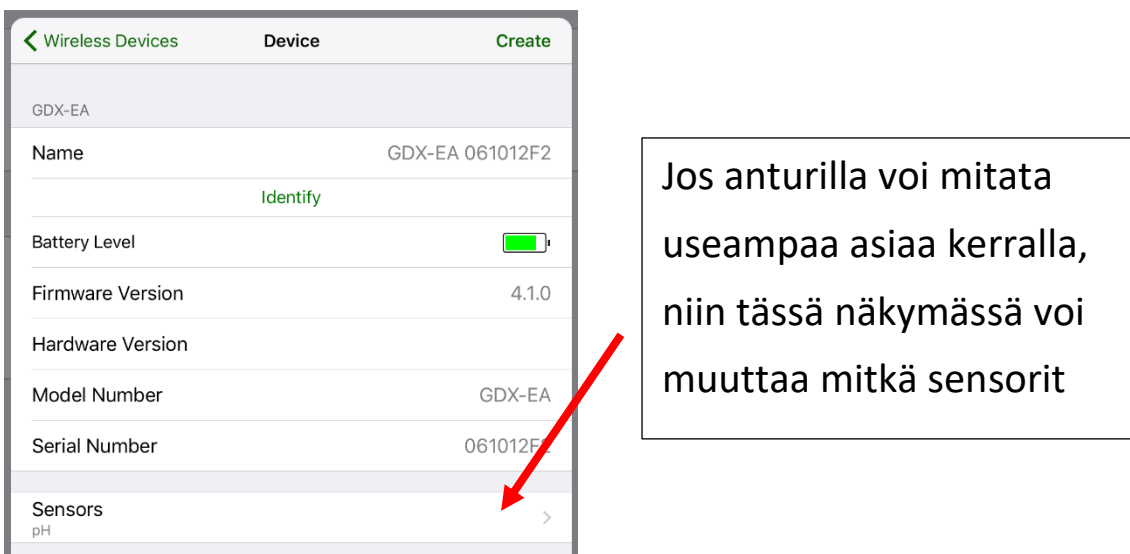 Wireless Devices Device Create
GDX-EA
Name GDX-EA 061012F2
Identify
Battery Level
Firmware Version 4.1.0
Hardware Version
Model Number GDX-EA
Serial Number 061012F2
Sensors
pH
Jos anturilla voi mitata
useampaa asiaa kerralla,
niin tässä näkymässä voi
muuttaa mitkä sensorit